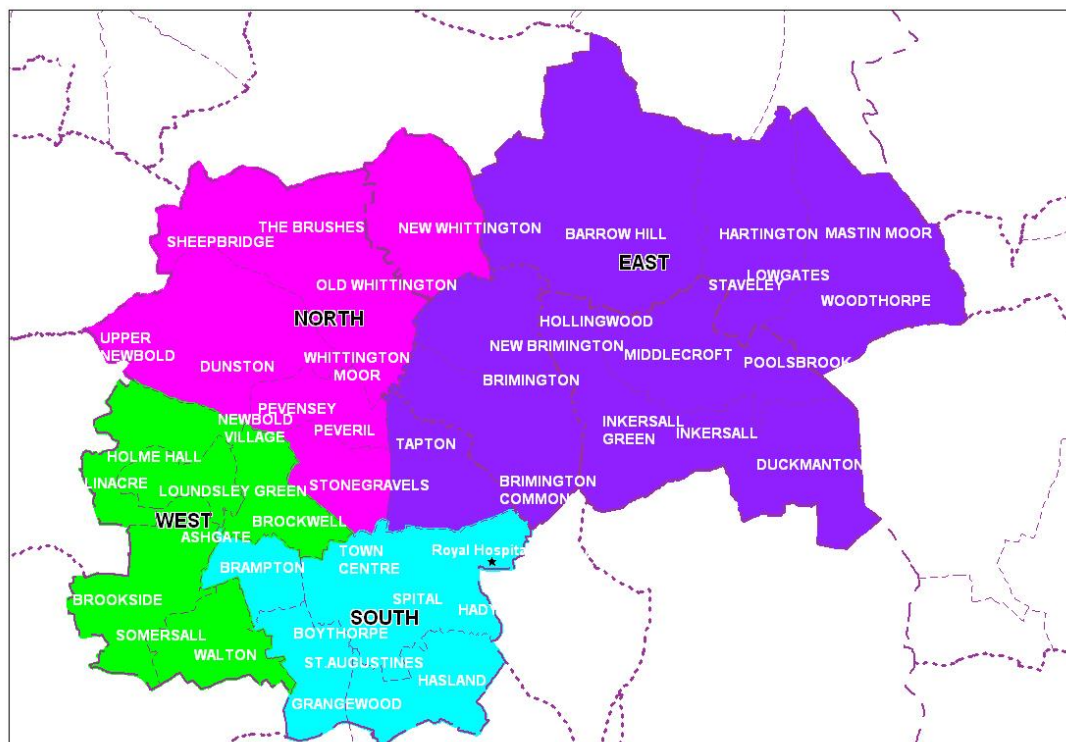 THE BRUSHES
NEW WHITTINGTON
SHEEPBRIDGE
BARROW HILL
HARTINGTON
MASTIN MOOR
EAST
LOWGATES
STAVELEY
OLD WHITTINGTON
WOODTHORPE
NORTH
HOLLINGWOOD
UPPER
NEWBOLD
NEW BRIMINGTON
MIDDLECROFT
WHITTINGTON
MOOR
POOLSBROOK
DUNSTON
BRIMINGTON
PEVENSEY
NEWBOLD
VILLAGE
PEVERIL
TAPTON
INKERSALL
GREEN
INKERSALL
HOLME HALL
DUCKMANTON
LINACRE
LOUNDSLEY GREEN
STONEGRAVELS
BRIMINGTON
COMMON
WEST
BROCKWELL
ASHGATE
TOWN
CENTRE
Royal Hospita
BRAMPTON
BROOKSIDE
SPITAL
HAD
SOUTH
SOMERSALL
BOYTHORPE
WALTON
ST.AUGUSTINES
HASLAND
GRANGEWOOD